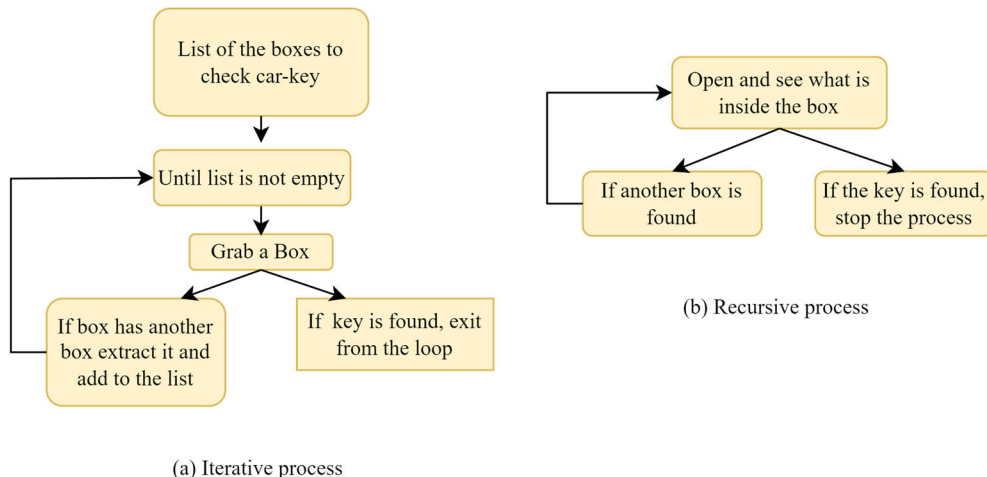 List of the boxes to
check car-key
Until list is not empty
Grab a Box
If box has another
box extract it and
add to the list
If key is found, exit
from the loop
(a) Iterative process
Open and see what is
inside the box
If another box is
found
If the key is found,
stop the process
(b) Recursive process